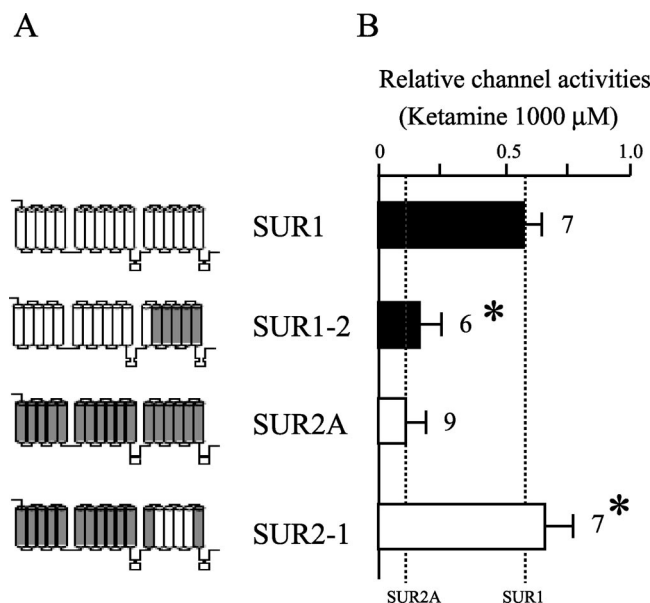 A
B
Relative channel activities
(Ketamine 1000 μM)
0 0.5 1.0
SUR1 7
SUR1-2 6 *
SUR2A 9
SUR2-1 7 *
SUR2A SUR1